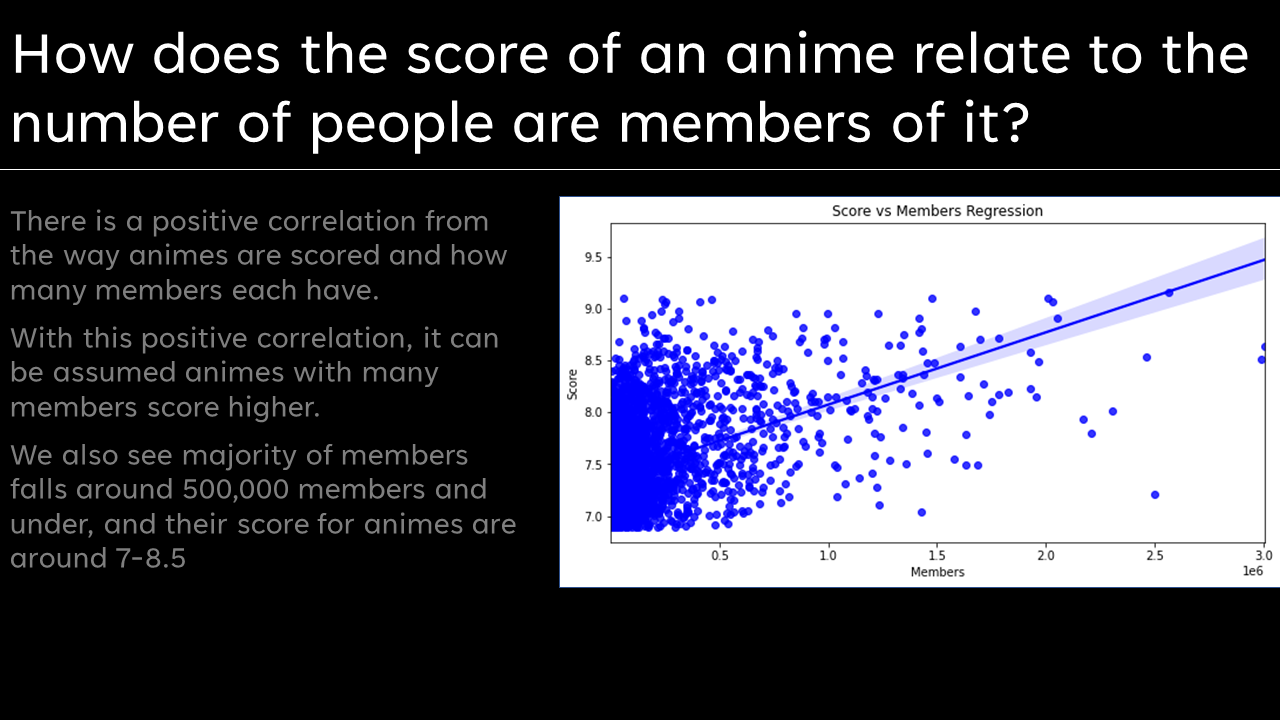 How does the score of an anime relate to the
number of people are members of it?
There is a positive correlation from
the way animes are scored and how
many members each have.
With this positive correlation, it can
be assumed animes with many
members score higher.
We also see majority of members
falls around 500,000 members and
under, and their score for animes are
around 7-8.5
Score vs Members Regression
Score
9.5
9.0
8.5
8.0
7.5
7.0
0.5 1.0 1.5 2.0 2.5 3.0
Members
1e6